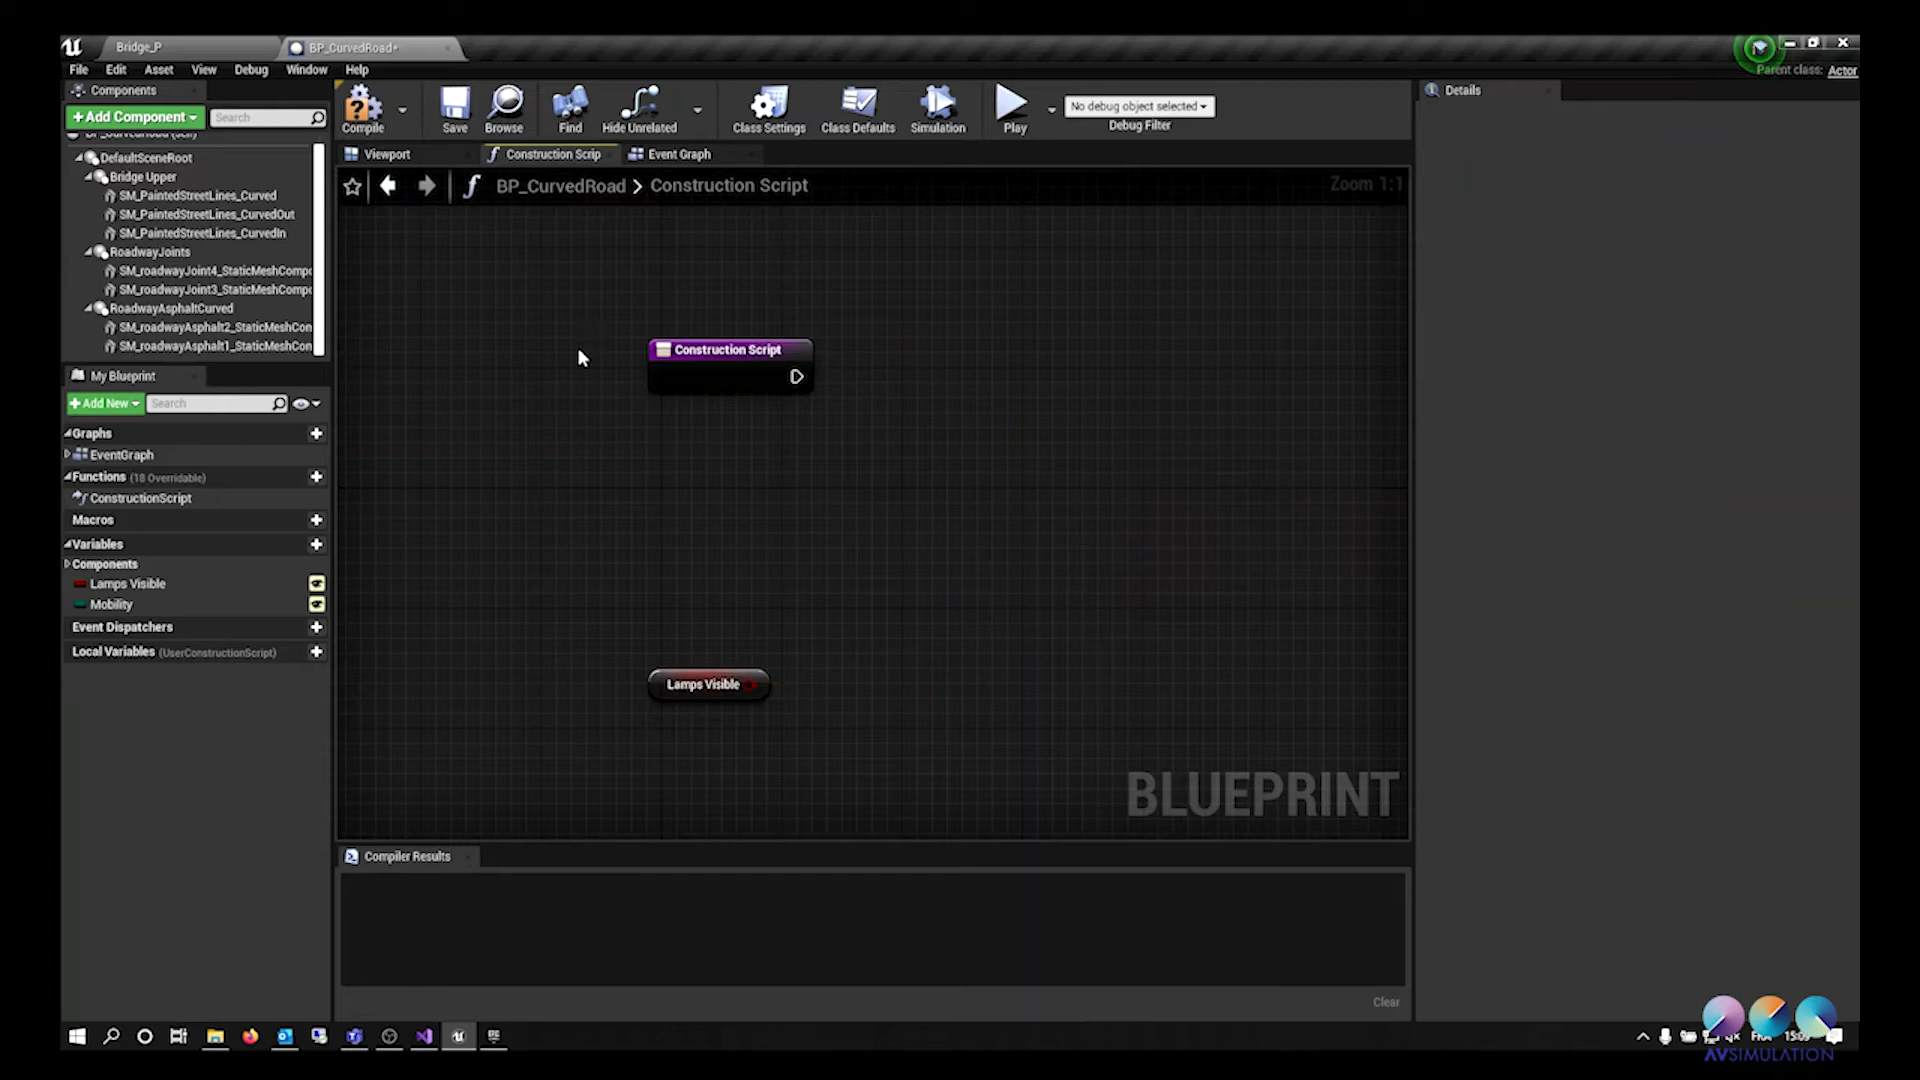 Bridge_P
BP_CurvedRoad*
File Edit Asset View Debug Window Help
Parent class: Actor
Components
+ Add Component
Search
DefaultSceneRoot
Bridge Upper
SM_PaintedStreetLines_Curved
SM_PaintedStreetLines_CurvedOut
SM_PaintedStreetLines_CurvedIn
RoadwayJoints
SM_roadwayJoint4_StaticMeshCompo
SM_roadwayJoint3_StaticMeshCompo
RoadwayAsphaltCurved
SM_roadwayAsphalt2_StaticMeshCon
SM_roadwayAsphalt1_StaticMeshCon
Compile
Save
Browse
Find
Hide Unrelated
Class Settings
Class Defaults
Simulation
Play
No debug object selected
Debug Filter
Details
Viewport
Construction Scrip
Event Graph
BP_CurvedRoad > Construction Script
Zoom 1:1
Construction Script
Lamps Visible
BLUEPRINT
My Blueprint
+ Add New
Search
Graphs
EventGraph
Functions (18 Overridable)
ConstructionScript
Macros
Variables
Components
Lamps Visible
Mobility
Event Dispatchers
Local Variables (UserConstructionScript)
Compiler Results
Clear
AVSIMULATION